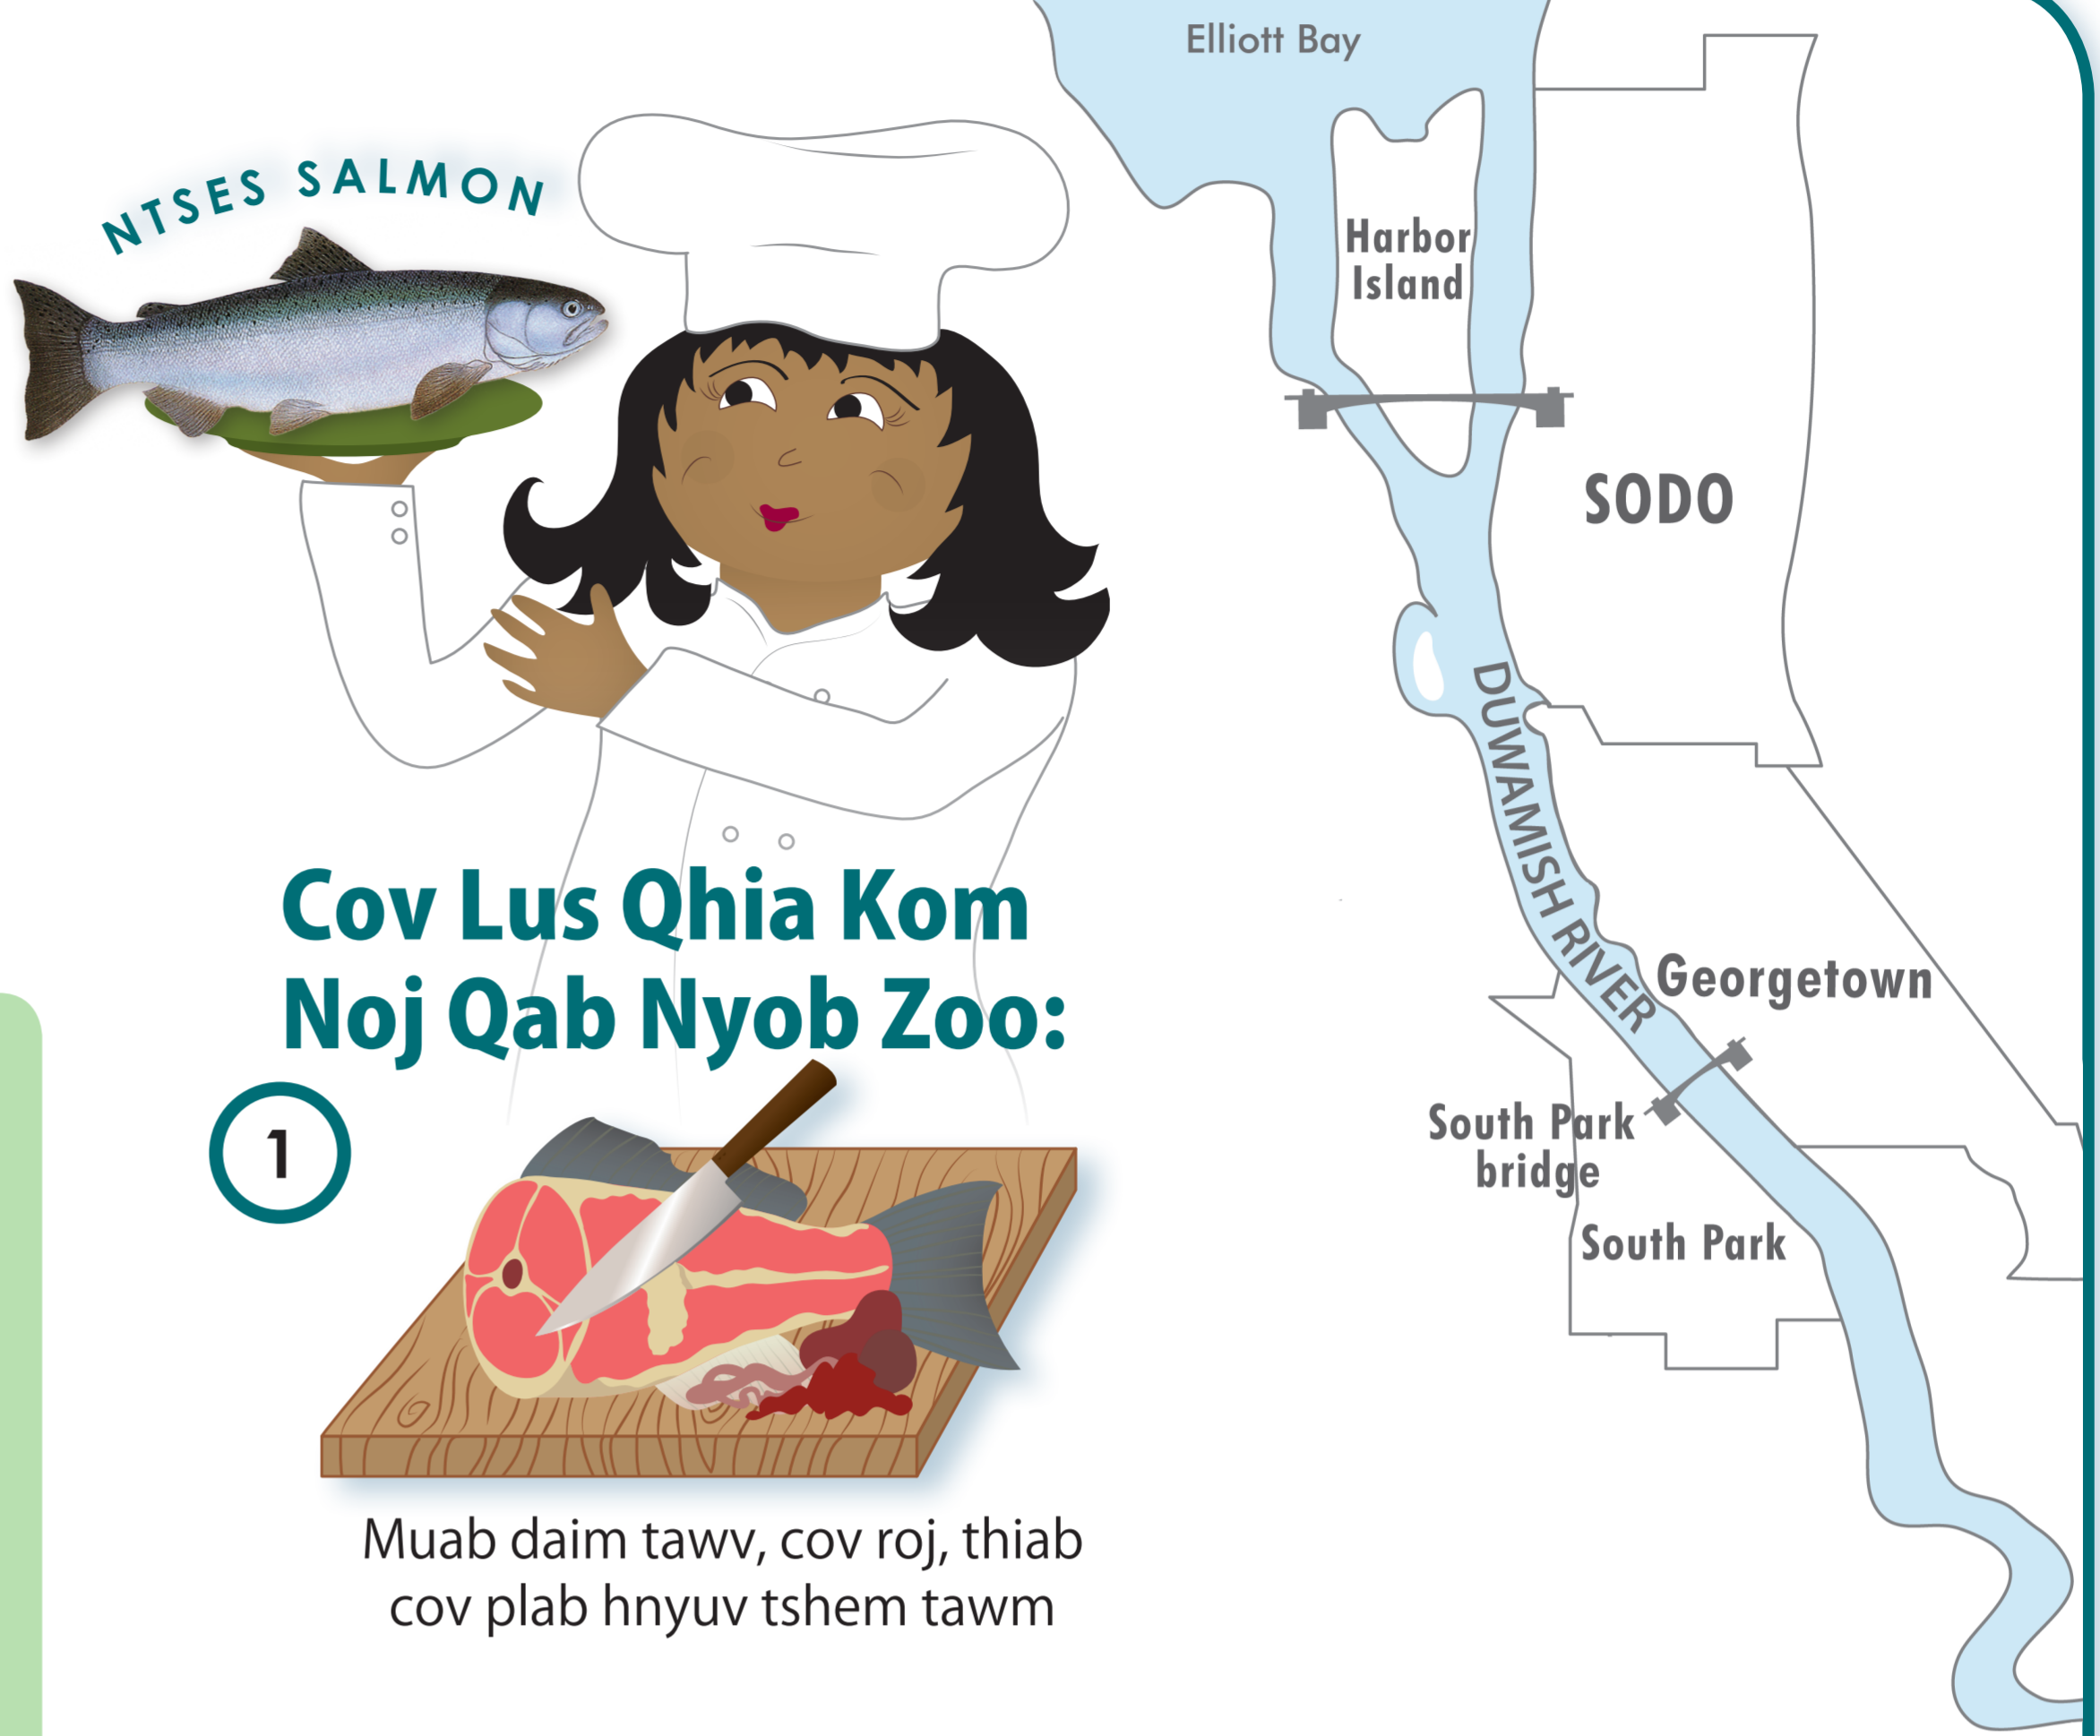 NTSES SALMON
Cov Lus Qhia Kom
Noj Qab Nyob Zoo:
1
Muab daim tawv, cov roj, thiab
cov plab hnyuv tshem tawm
Elliott Bay
Harbor
Island
SODO
DUWAMISH RIVER
Georgetown
South Park
bridge
South Park